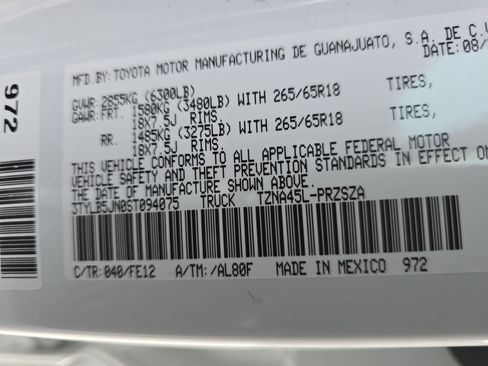 MFD.BY: TOYOTA MOTOR MANUFACTURING DE GUANAJUATO, S.A. DE C.V
DATE: 08/
GVWR: 2855KG (6300LB)
GAWR: FRT. 1580KG (3480LB) WITH 265/65R18 TIRES,
18X7.5J RIMS,
RR. 1485KG (3275LB) WITH 265/65R18 TIRES,
18X7.5J RIMS.
THIS VEHICLE CONFORMS TO ALL APPLICABLE FEDERAL MOTOR
VEHICLE SAFETY AND THEFT PREVENTION STANDARDS IN EFFECT O
THE DATE OF MANUFACTURE SHOWN ABOVE.
3TYLB5JN0ST094075 TRUCK TZNA45L-PRZSZA
C/TR: 040/FE12 A/TM: /AL80F MADE IN MEXICO 972
972